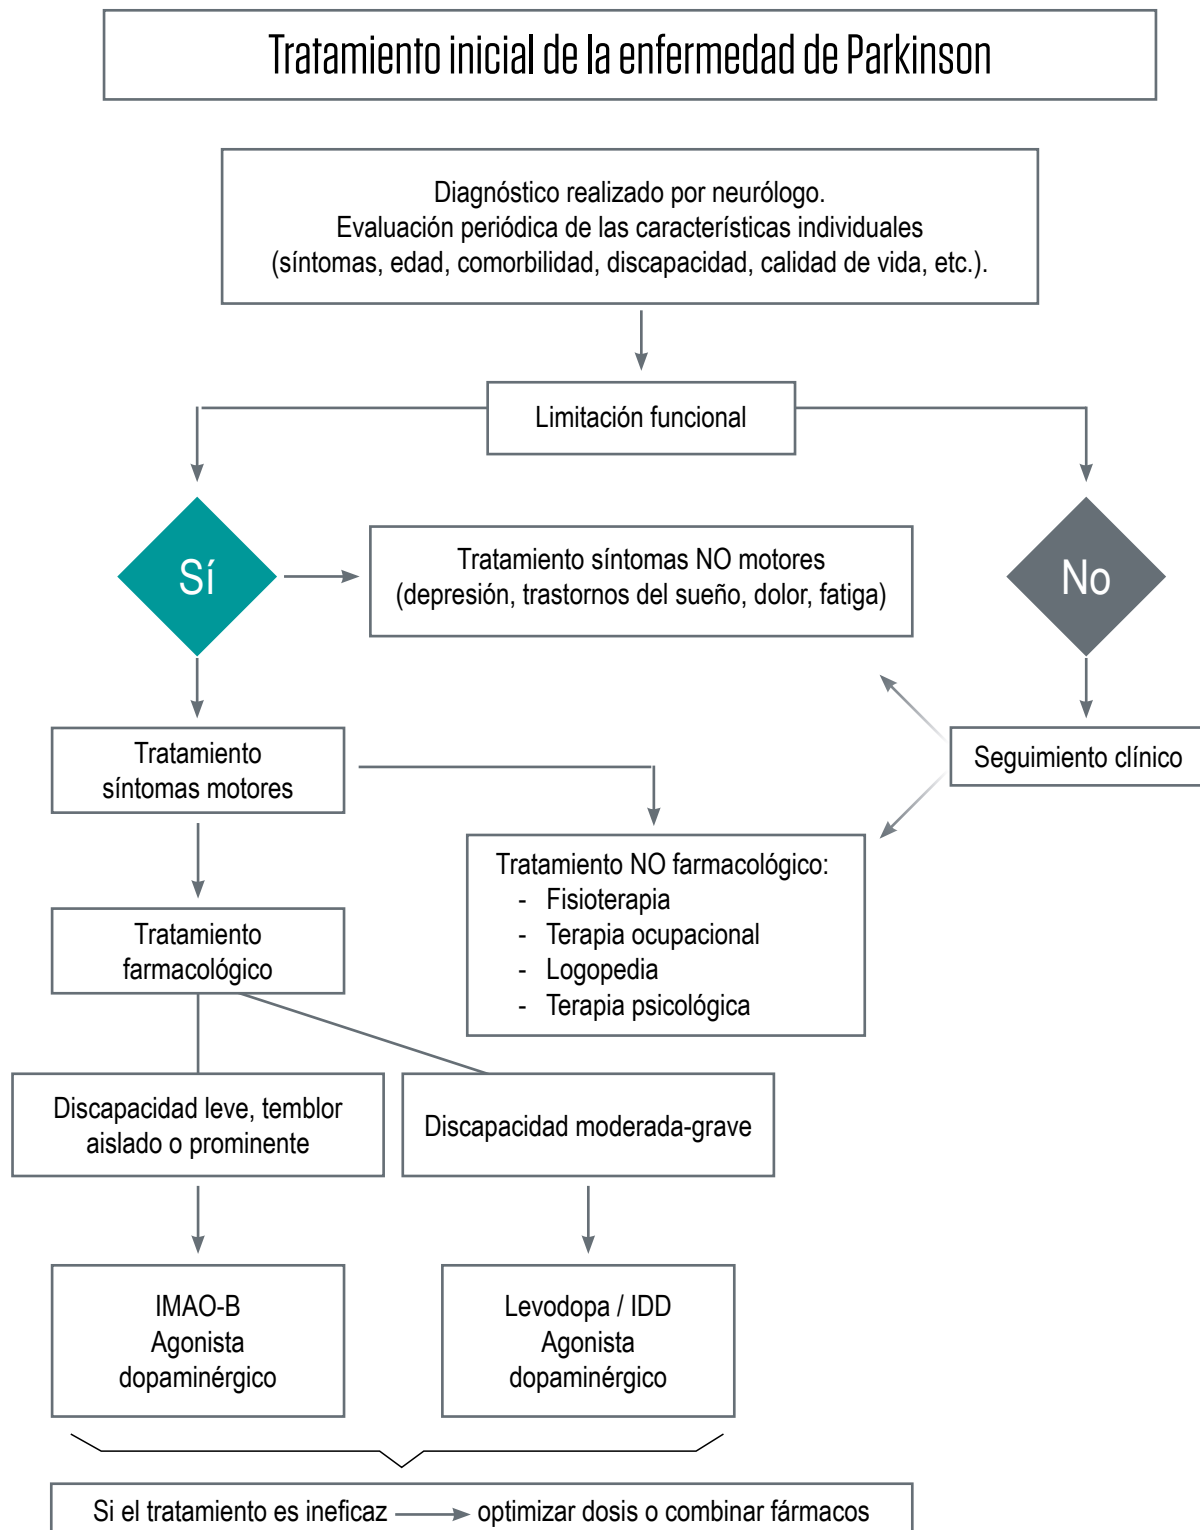 Tratamiento inicial de la enfermedad de Parkinson
Diagnóstico realizado por neurólogo.
Evaluación periódica de las características individuales
(síntomas, edad, comorbilidad, discapacidad, calidad de vida, etc.).
Limitación funcional
Sí
Tratamiento síntomas NO motores
(depresión, trastornos del sueño, dolor, fatiga)
No
Tratamiento
síntomas motores
Seguimiento clínico
Tratamiento NO farmacológico:
- Fisioterapia
- Terapia ocupacional
- Logopedia
- Terapia psicológica
Tratamiento
farmacológico
Discapacidad leve, temblor
aislado o prominente
Discapacidad moderada-grave
IMAO-B
Agonista
dopaminérgico
Levodopa / IDD
Agonista
dopaminérgico
Si el tratamiento es ineficaz optimizar dosis o combinar fármacos